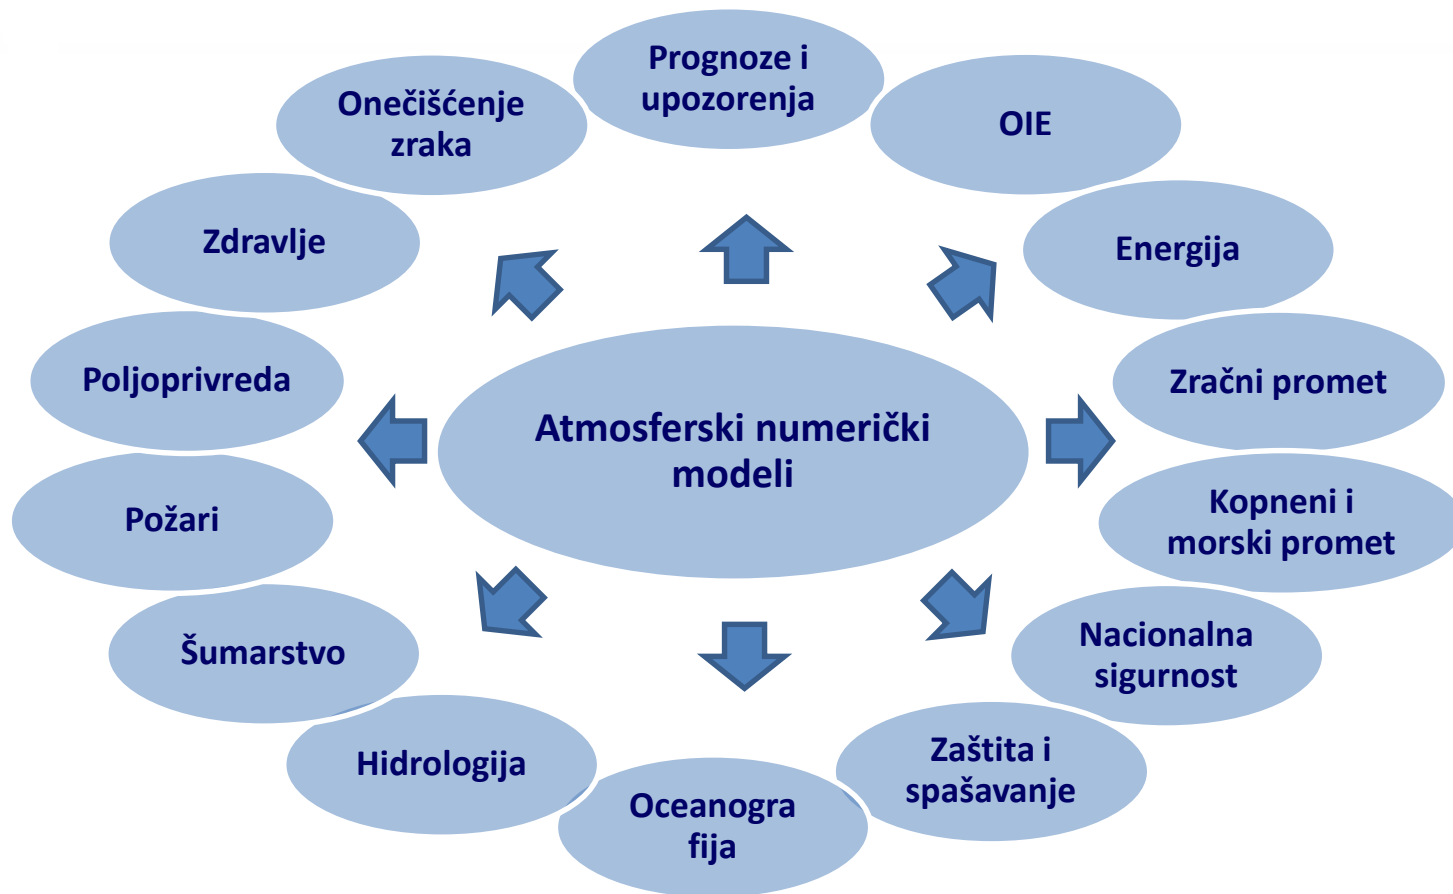 Prognoze i
upozorenja
OIE
Energija
Zračni promet
Kopneni i
morski promet
Nacionalna
sigurnost
Zaštita i
spašavanje
Oceanogra
fija
Hidrologija
Šumarstvo
Požari
Poljoprivreda
Zdravlje
Onečišćenje
zraka
Atmosferski numerički
modeli